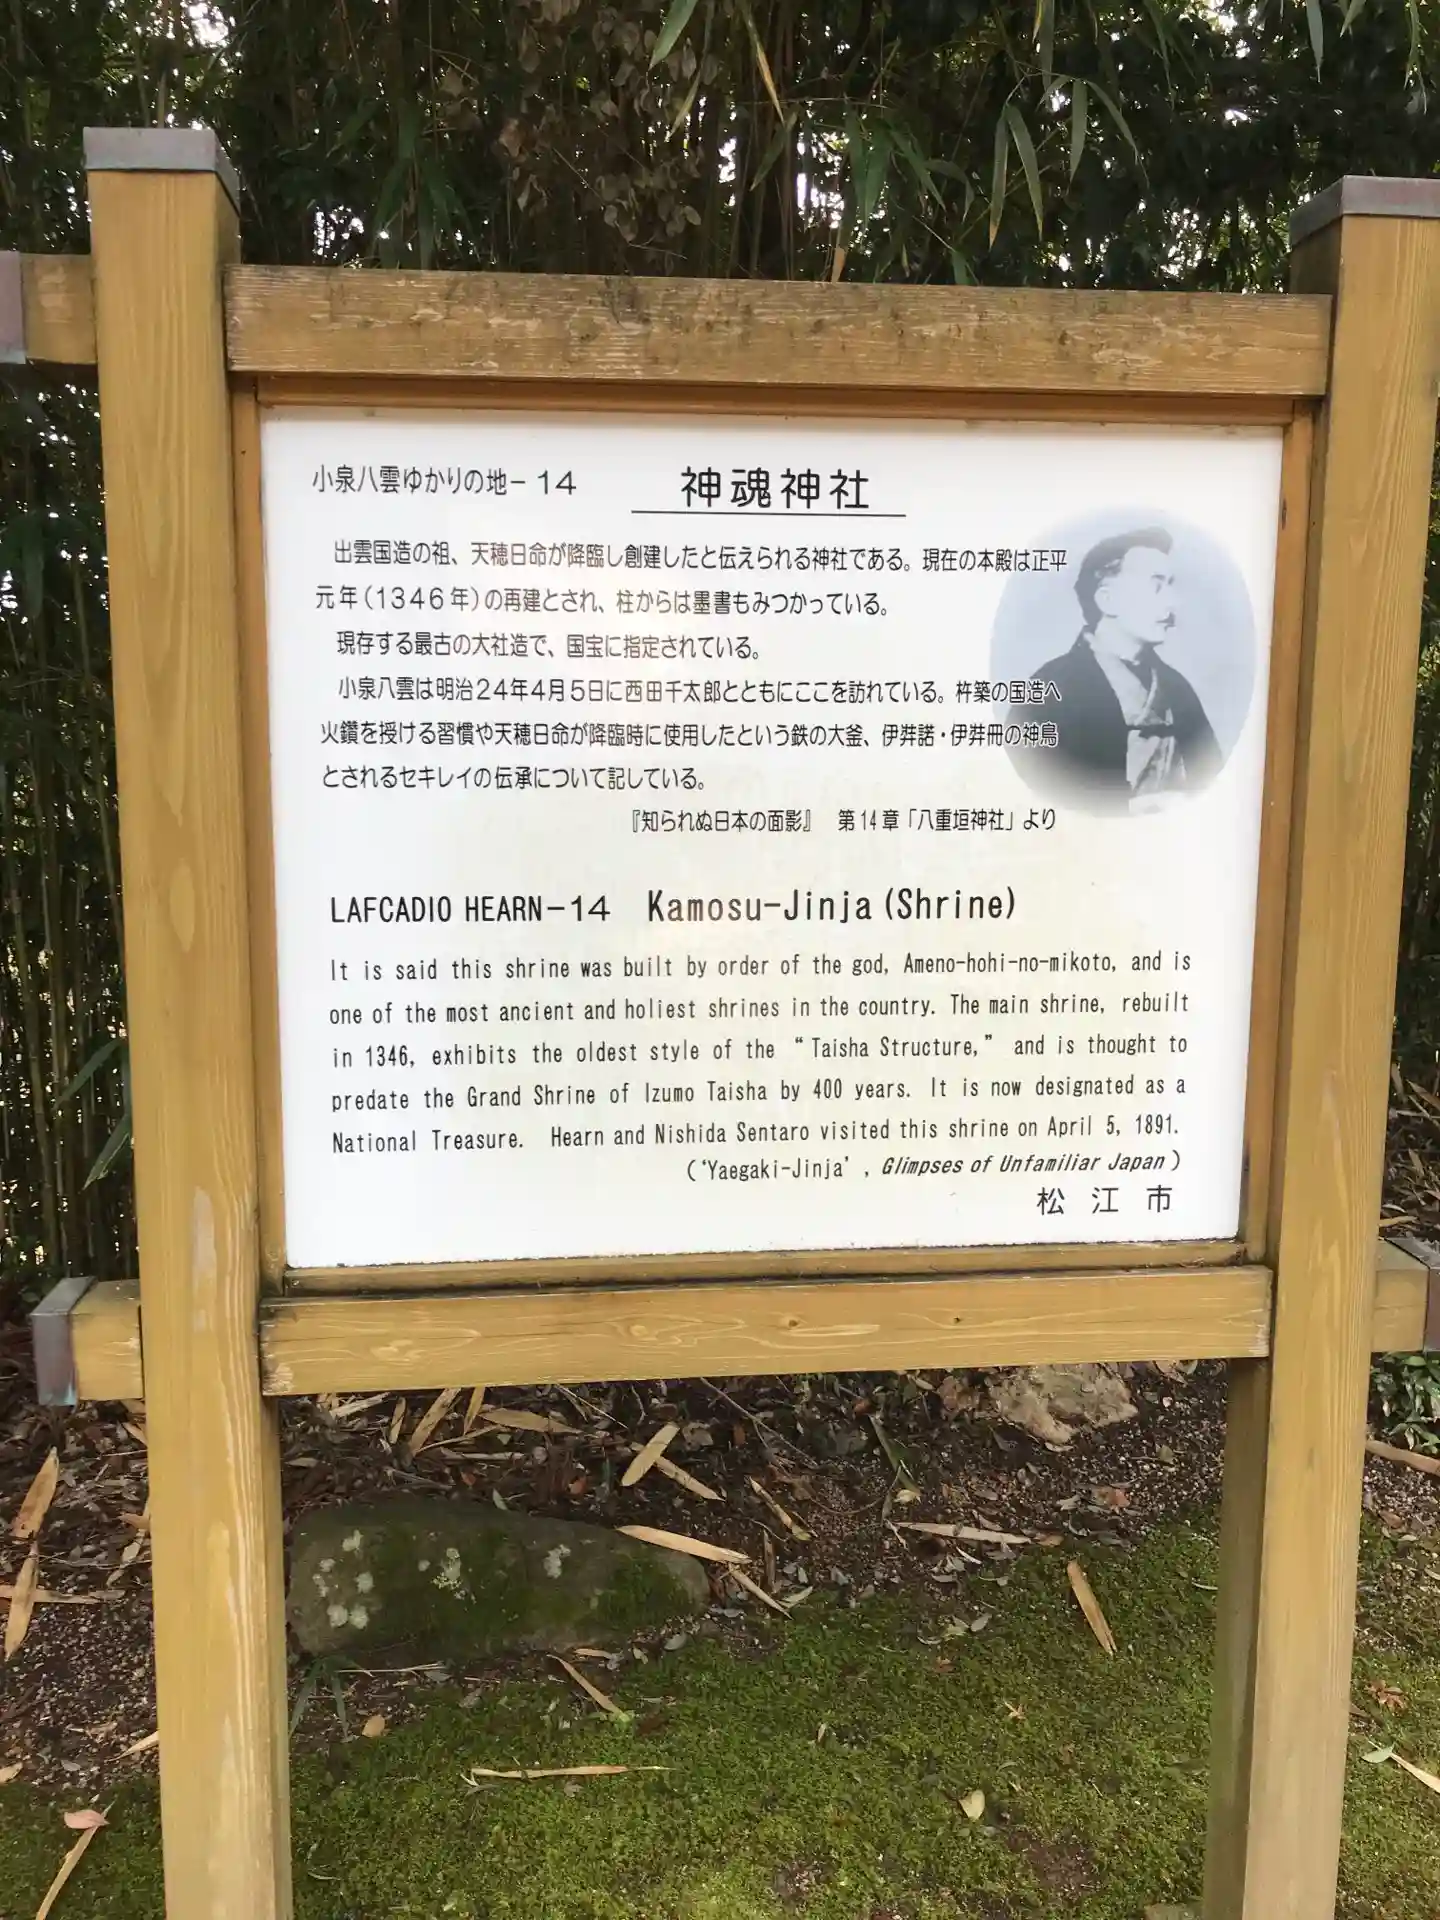 小泉八雲ゆかりの地－14 神魂神社
出雲国造の祖、天穂日命が降臨し創建したと伝えられる神社である。現在の本殿は正平
元年(1346年)の再建とされ、柱からは墨書もみつかっている。
現存する最古の大社造で、国宝に指定されている。
小泉八雲は明治24年4月5日に西田千太郎とともにここを訪れている。杵築の国造へ
火鑽を授ける習慣や天穂日命が降臨時に使用したという鉄の大釜、伊弉諾・伊弉冊の神鳥
とされるセキレイの伝承について記している。
『知られぬ日本の面影』 第14章「八重垣神社」より
LAFCADIO HEARN－14 Kamosu-Jinja (Shrine)
It is said this shrine was built by order of the god, Ameno-hohi-no-mikoto, and is
one of the most ancient and holiest shrines in the country. The main shrine, rebuilt
in 1346, exhibits the oldest style of the “Taisha Structure,” and is thought to
predate the Grand Shrine of Izumo Taisha by 400 years. It is now designated as a
National Treasure. Hearn and Nishida Sentaro visited this shrine on April 5, 1891.
(‘Yaegaki-Jinja’, Glimpses of Unfamiliar Japan)
松江市